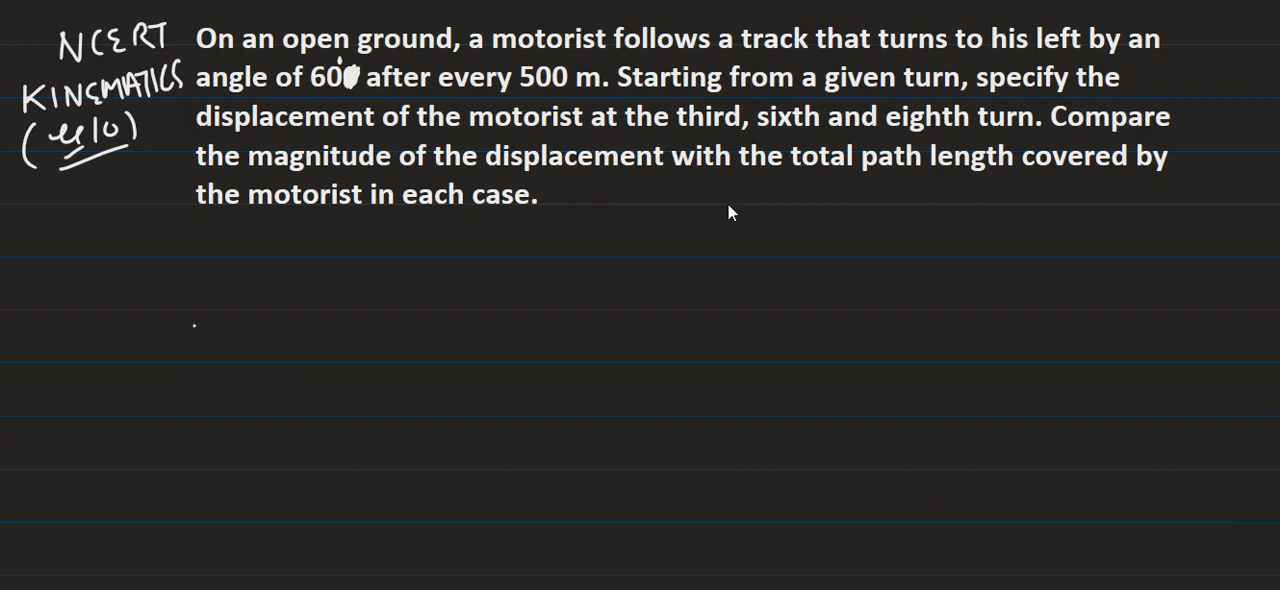 NCERT
KINEMATICS
(4/10)
On an open ground, a motorist follows a track that turns to his left by an
angle of 60° after every 500 m. Starting from a given turn, specify the
displacement of the motorist at the third, sixth and eighth turn. Compare
the magnitude of the displacement with the total path length covered by
the motorist in each case.